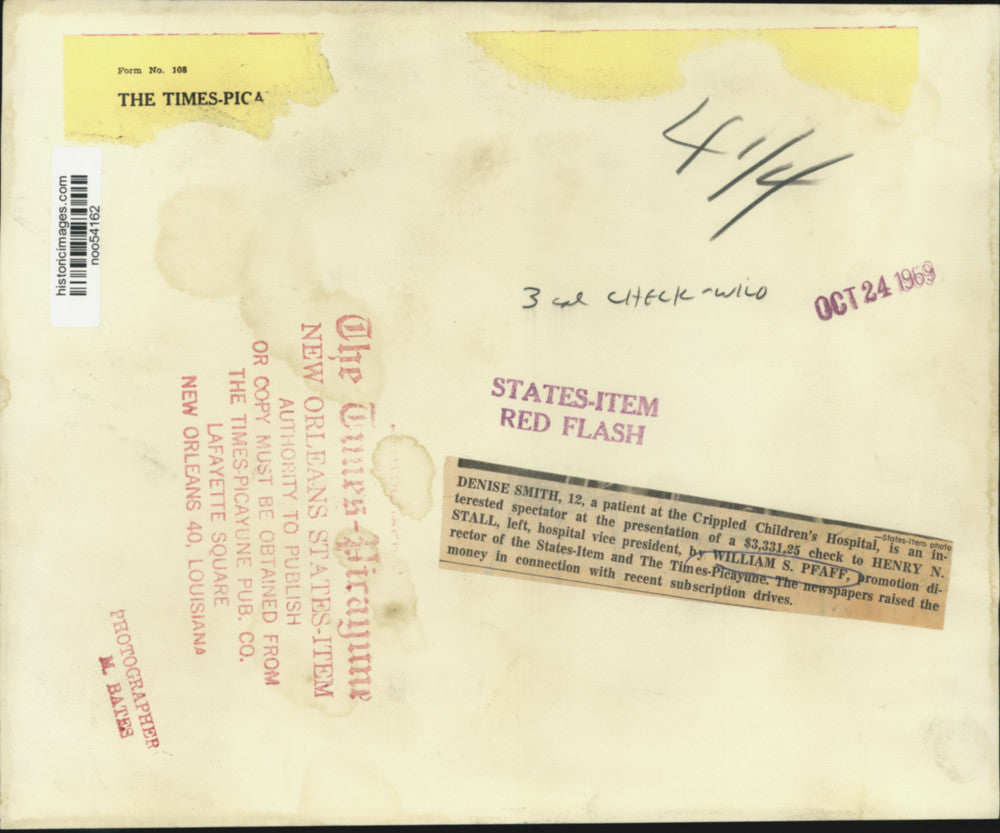 Form No. 108
THE TIMES-PICA
historicimages.com
noo54162
4 1/4
3 col CHECK-WILD
OCT 24 1969
STATES-ITEM
RED FLASH
—States-Item photo
DENISE SMITH, 12, a patient at the Crippled Children's Hospital, is an in-
terested spectator at the presentation of a $3,331.25 check to HENRY N.
STALL, left, hospital vice president, by WILLIAM S. PFAFF, promotion di-
rector of the States-Item and The Times-Picayune. The newspapers raised the
money in connection with recent subscription drives.
The Times-Picayune
NEW ORLEANS STATES-ITEM
AUTHORITY TO PUBLISH
OR COPY MUST BE OBTAINED FROM
THE TIMES-PICAYUNE PUB. CO.
LAFAYETTE SQUARE
NEW ORLEANS 40, LOUISIANA
PHOTOGRAPHER
M. BATES